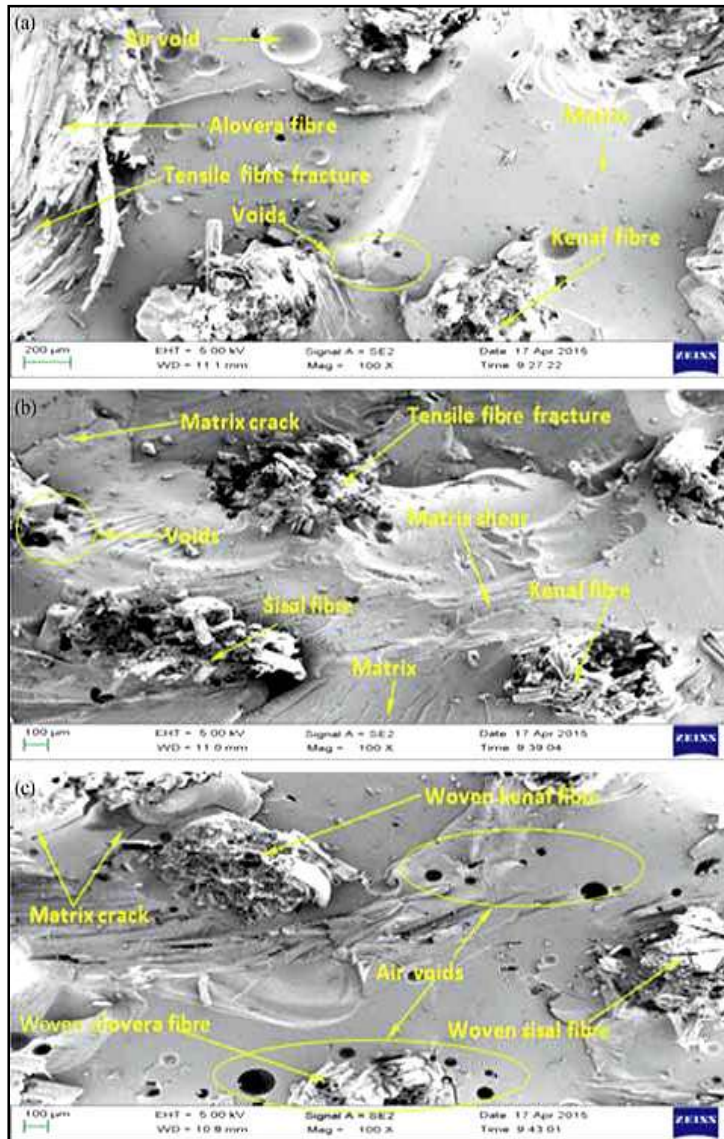 (a)
Air void
Alovera fibre
Matrix
Tensile fibre fracture
Voids
Kenaf fibre
200 µm
EHT = 5.00 kV Signal A = SE2 Date 17 Apr 2015
WD = 11.1 mm Mag = 100 X Time 9:27:22
ZEISS
(b)
Matrix crack
Tensile fibre fracture
Matrix shear
Voids
Sisal fibre
Kenaf fibre
Matrix
100 µm
EHT = 5.00 kV Signal A = SE2 Date 17 Apr 2015
WD = 11.0 mm Mag = 100 X Time 9:39:04
ZEISS
(c)
Woven kenaf fibre
Matrix crack
Air voids
Woven alovera fibre
Woven sisal fibre
100 µm
EHT = 5.00 kV Signal A = SE2 Date 17 Apr 2015
WD = 10.9 mm Mag = 100 X Time 9:43:01
ZEISS